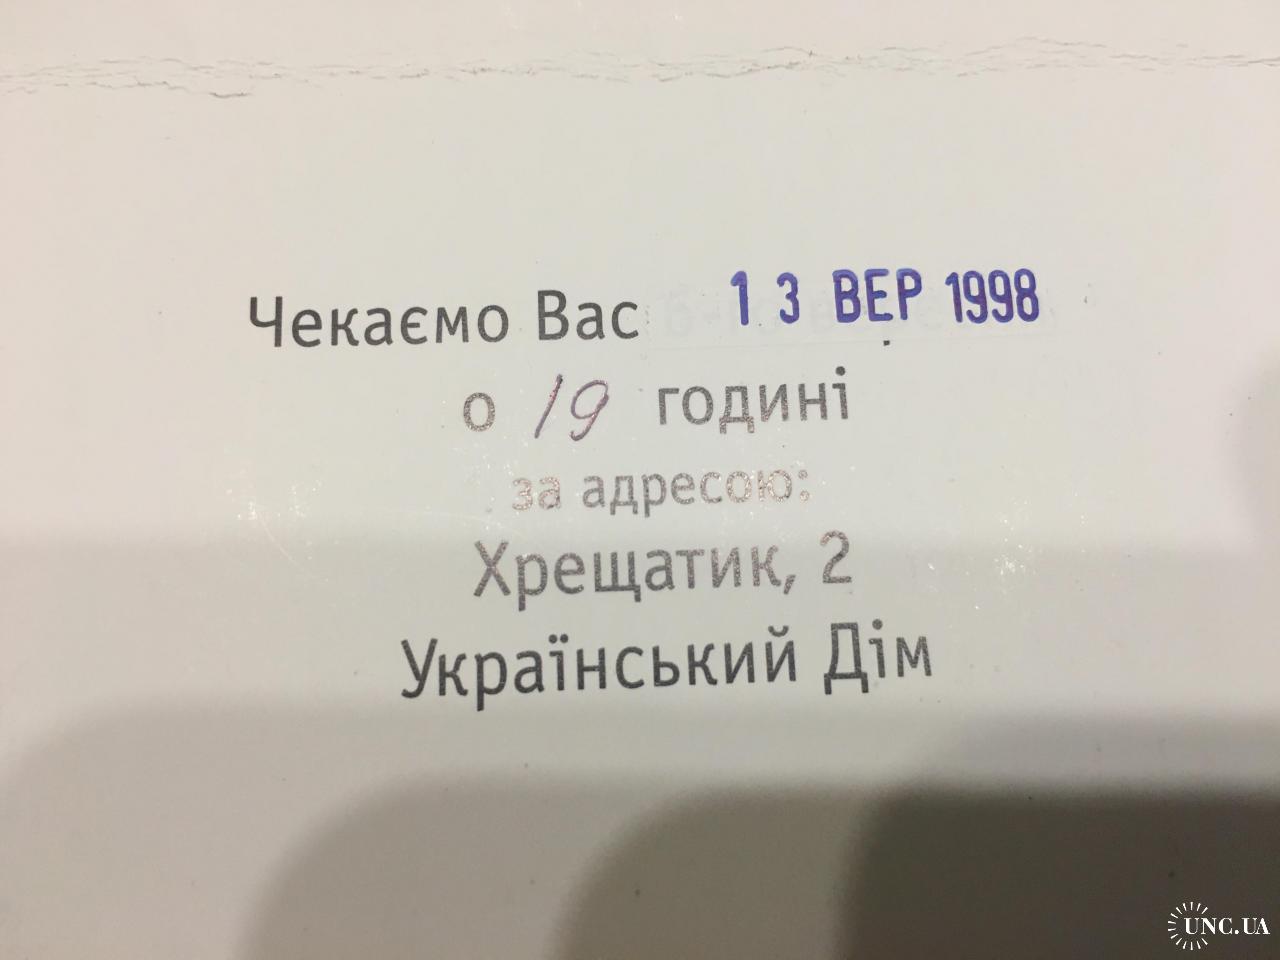 Чекаємо Вас 13 ВЕР 1998
о 19 годині
за адресою:
Хрещатик, 2
Український Дім
UNC.UA